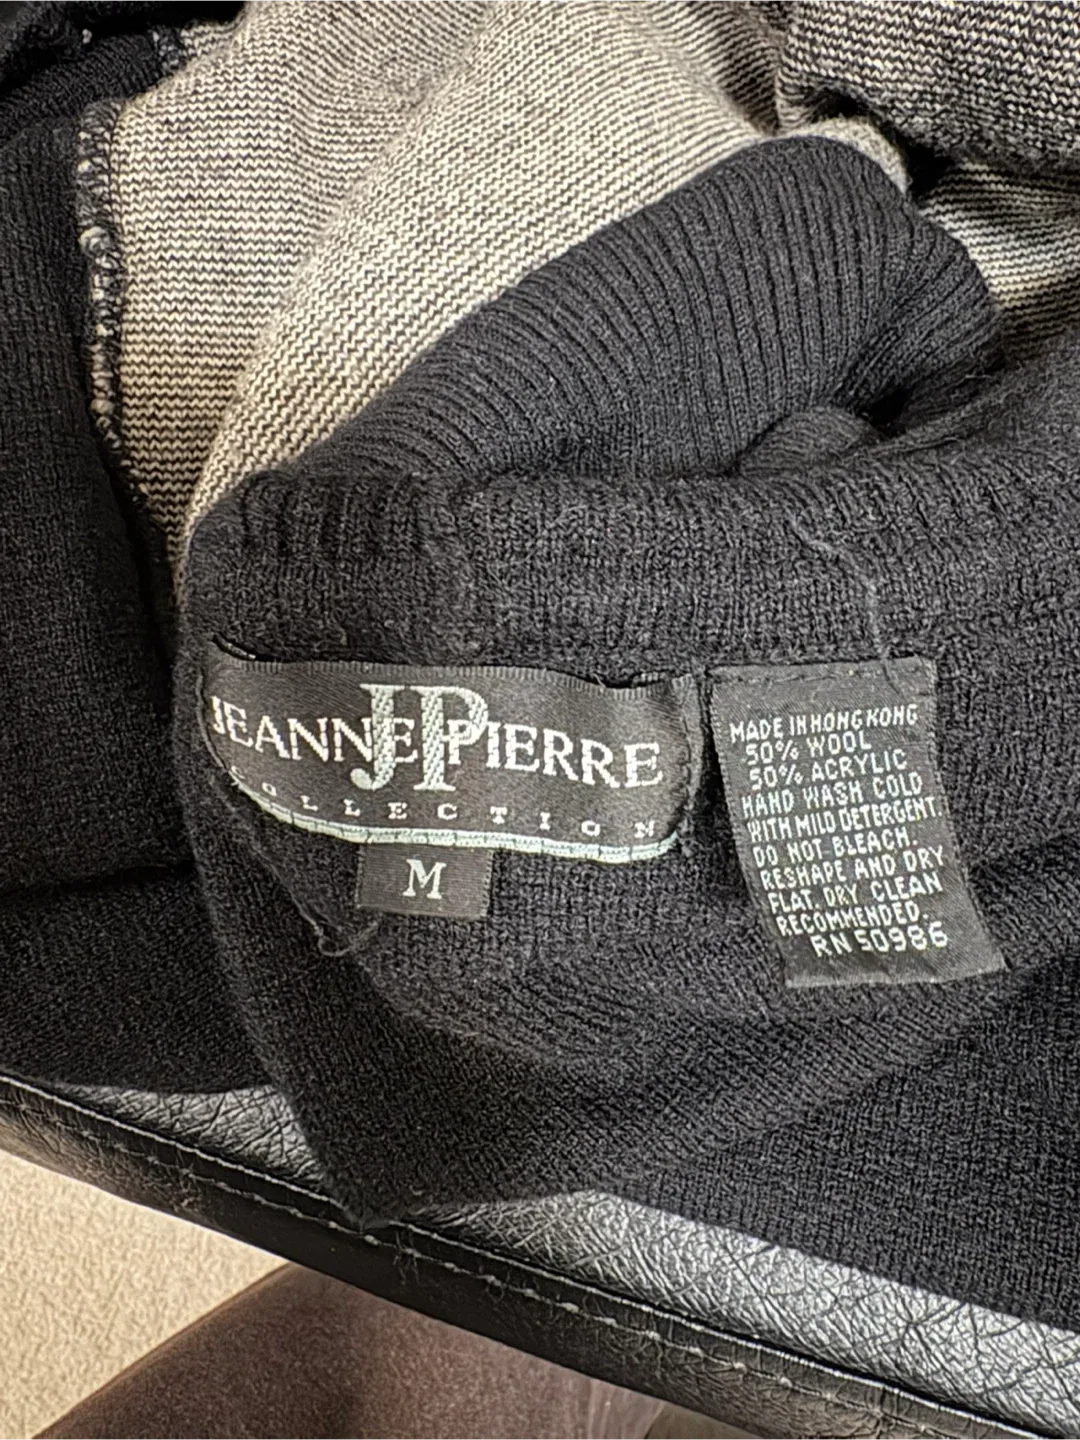 JEANNE PIERRE
JP
COLLECTION
M
MADE IN HONG KONG
50% WOOL
50% ACRYLIC
HAND WASH COLD
WITH MILD DETERGENT.
DO NOT BLEACH.
RESHAPE AND DRY
FLAT. DRY CLEAN
RECOMMENDED.
RN 50986